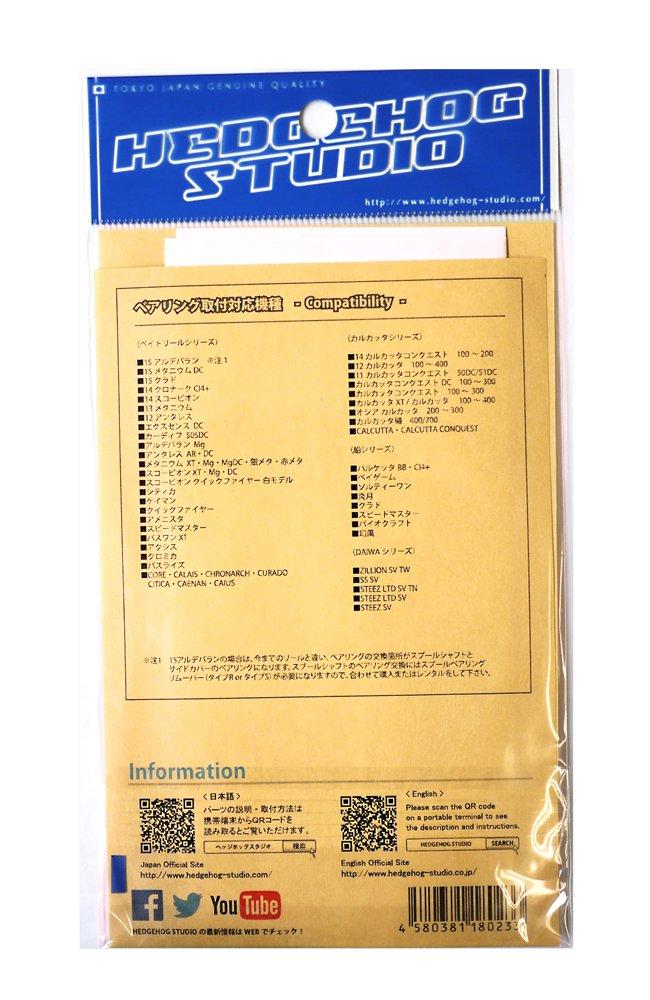 TOKYO JAPAN GENUINE QUALITY
HEDGEHOG
STUDIO
http://www.hedgehog-studio.com/
ベアリング取付対応機種 - Compatibility -
(ベイトリールシリーズ)
■15 アルデバラン ※注1
■15 メタニウム DC
■15 クラド
■14 クロナーク CI4+
■14 スコーピオン
■13 メタニウム
■12 アンタレス
■エクスセンス DC
■カーディフ 50SDC
■アルデバラン Mg
■アンタレス AR・DC
■メタニウム XT・Mg・MgDC・銀メタ・赤メタ
■スコーピオン XT・Mg・DC
■スコーピオン クイックファイヤー 白モデル
■シティカ
■ケイマン
■クイックファイヤー
■アメニスタ
■スピードマスター
■バスワン XT
■アクシス
■クロミカ
■バスライズ
■CORE・CALAIS・CHRONARCH・CURADO
CITICA・CAENAN・CAIUS
(カルカッタシリーズ)
■14 カルカッタコンクエスト 100～200
■12 カルカッタ 100～400
■11 カルカッタコンクエスト 50DC/51DC
■カルカッタコンクエスト DC 100～300
■カルカッタコンクエスト 100～300
■カルカッタ XT / カルカッタ 100～400
■オシア カルカッタ 200～300
■カルカッタ樋 400/700
■CALCUTTA・CALCUTTA CONQUEST
(船シリーズ)
■バルケッタ BB・CI4+
■ベイゲーム
■ソルティーワン
■炎月
■クラド
■スピードマスター
■バイオクラフト
■幻風
(DAIWA シリーズ)
■ZILLION SV TW
■SS SV
■STEEZ LTD SV TN
■STEEZ LTD SV
■STEEZ SV
※注1 15アルデバランの場合は、今までのリールと違い、ベアリングの交換箇所がスプールシャフトと
サイドカバーのベアリングになります。スプールシャフトのベアリング交換にはスプールベアリング
リムーバー(タイプR or タイプS)が必要になりますので、合わせて購入またはレンタルをして下さい。
Information
<日本語>
パーツの説明・取付方法は
携帯端末からQRコードを
読み取るとご覧いただけます。
ヘッジホッグスタジオ 検索
Japan Official Site
http://www.hedgehog-studio.com/
<English>
Please scan the QR code
on a portable terminal to see
the description and instructions.
HEDGEHOG STUDIO SEARCH
English Official Site
http://www.hedgehog-studio.co.jp/
You Tube
HEDGEHOG STUDIO の最新情報は WEB でチェック!
4 580381 180233